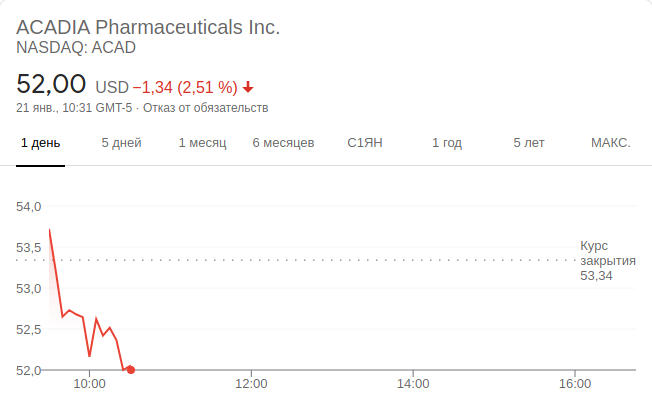 ACADIA Pharmaceuticals Inc.
NASDAQ: ACAD
52,00 USD −1,34 (2,51 %)
21 янв., 10:31 GMT-5 · Отказ от обязательств
1 день 5 дней 1 месяц 6 месяцев С1ЯН 1 год 5 лет МАКС.
54,0
53,5
53,0
52,5
52,0
Курс
закрытия
53,34
10:00 12:00 14:00 16:00